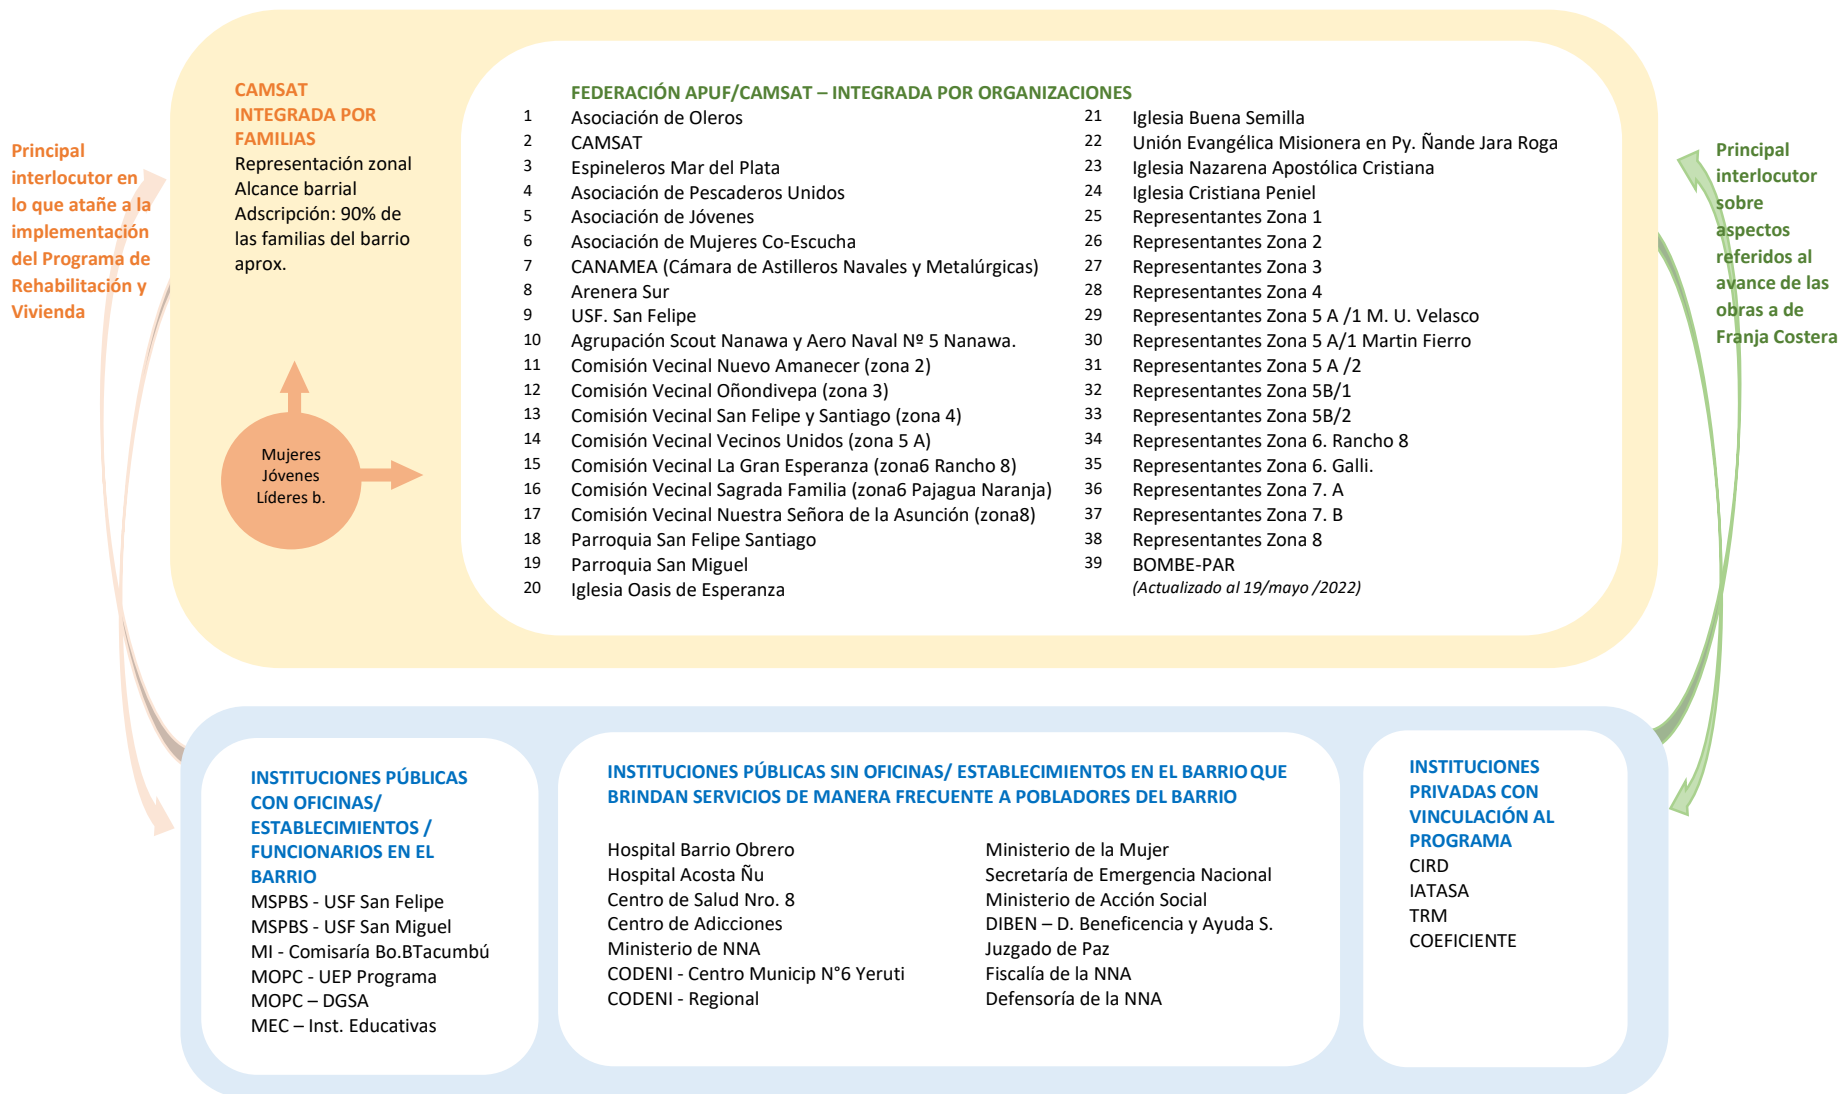 Principal
interlocutor en
lo que atañe a la
implementación
del Programa de
Rehabilitación y
Vivienda
CAMSAT
INTEGRADA POR
FAMILIAS
Representación zonal
Alcance barrial
Adscripción: 90% de
las familias del barrio
aprox.
Mujeres
Jóvenes
Líderes b.
FEDERACIÓN APUF/CAMSAT – INTEGRADA POR ORGANIZACIONES
1 Asociación de Oleros
2 CAMSAT
3 Espineleros Mar del Plata
4 Asociación de Pescaderos Unidos
5 Asociación de Jóvenes
6 Asociación de Mujeres Co-Escucha
7 CANAMEA (Cámara de Astilleros Navales y Metalúrgicas)
8 Arenera Sur
9 USF. San Felipe
10 Agrupación Scout Nanawa y Aero Naval Nº 5 Nanawa.
11 Comisión Vecinal Nuevo Amanecer (zona 2)
12 Comisión Vecinal Oñondivepa (zona 3)
13 Comisión Vecinal San Felipe y Santiago (zona 4)
14 Comisión Vecinal Vecinos Unidos (zona 5 A)
15 Comisión Vecinal La Gran Esperanza (zona6 Rancho 8)
16 Comisión Vecinal Sagrada Familia (zona6 Pajagua Naranja)
17 Comisión Vecinal Nuestra Señora de la Asunción (zona8)
18 Parroquia San Felipe Santiago
19 Parroquia San Miguel
20 Iglesia Oasis de Esperanza
21 Iglesia Buena Semilla
22 Unión Evangélica Misionera en Py. Ñande Jara Roga
23 Iglesia Nazarena Apostólica Cristiana
24 Iglesia Cristiana Peniel
25 Representantes Zona 1
26 Representantes Zona 2
27 Representantes Zona 3
28 Representantes Zona 4
29 Representantes Zona 5 A /1 M. U. Velasco
30 Representantes Zona 5 A/1 Martin Fierro
31 Representantes Zona 5 A /2
32 Representantes Zona 5B/1
33 Representantes Zona 5B/2
34 Representantes Zona 6. Rancho 8
35 Representantes Zona 6. Galli.
36 Representantes Zona 7. A
37 Representantes Zona 7. B
38 Representantes Zona 8
39 BOMBE-PAR
(Actualizado al 19/mayo /2022)
Principal
interlocutor
sobre
aspectos
referidos al
avance de las
obras a de
Franja Costera
INSTITUCIONES PÚBLICAS
CON OFICINAS/
ESTABLECIMIENTOS /
FUNCIONARIOS EN EL
BARRIO
MSPBS - USF San Felipe
MSPBS - USF San Miguel
MI - Comisaría Bo.BTacumbú
MOPC - UEP Programa
MOPC – DGSA
MEC – Inst. Educativas
INSTITUCIONES PÚBLICAS SIN OFICINAS/ ESTABLECIMIENTOS EN EL BARRIO QUE
BRINDAN SERVICIOS DE MANERA FRECUENTE A POBLADORES DEL BARRIO
Hospital Barrio Obrero
Hospital Acosta Ñu
Centro de Salud Nro. 8
Centro de Adicciones
Ministerio de NNA
CODENI - Centro Municip N°6 Yeruti
CODENI - Regional
Ministerio de la Mujer
Secretaría de Emergencia Nacional
Ministerio de Acción Social
DIBEN – D. Beneficencia y Ayuda S.
Juzgado de Paz
Fiscalía de la NNA
Defensoría de la NNA
INSTITUCIONES
PRIVADAS CON
VINCULACIÓN AL
PROGRAMA
CIRD
IATASA
TRM
COEFICIENTE